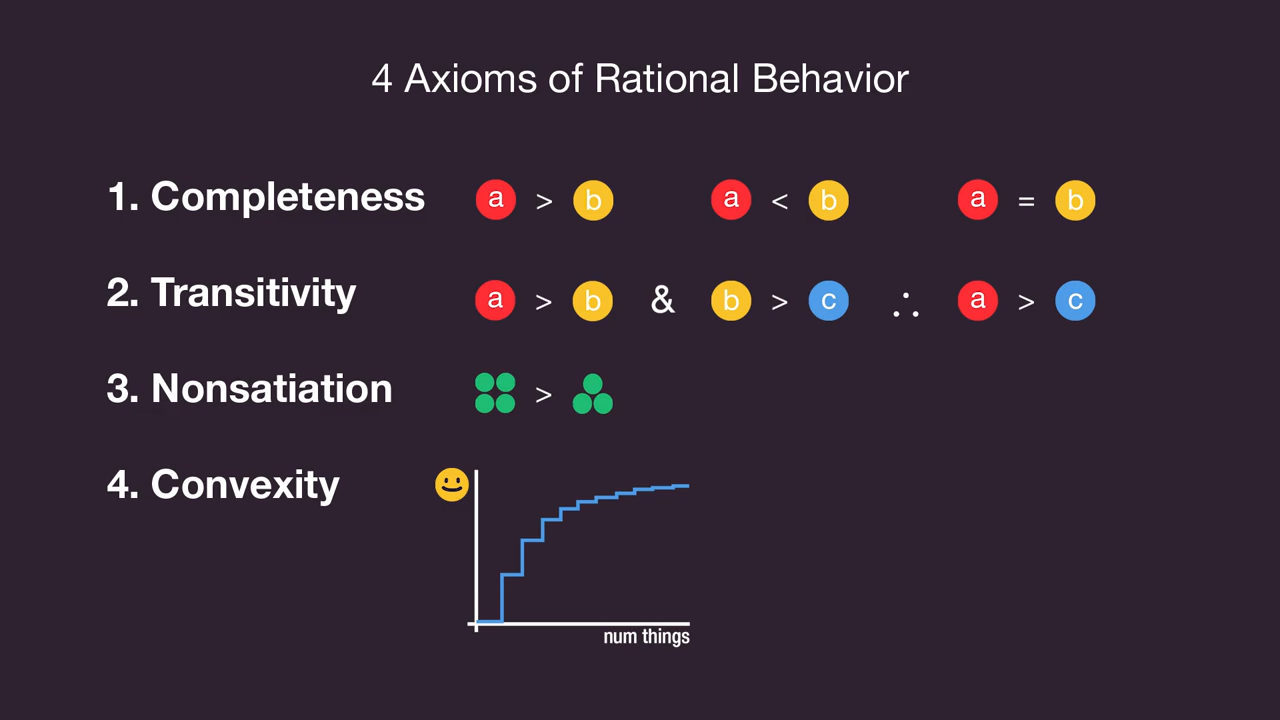 4 Axioms of Rational Behavior
1. Completeness a > b a < b a = b
2. Transitivity a > b & b > c ∴ a > c
3. Nonsatiation >
4. Convexity
num things